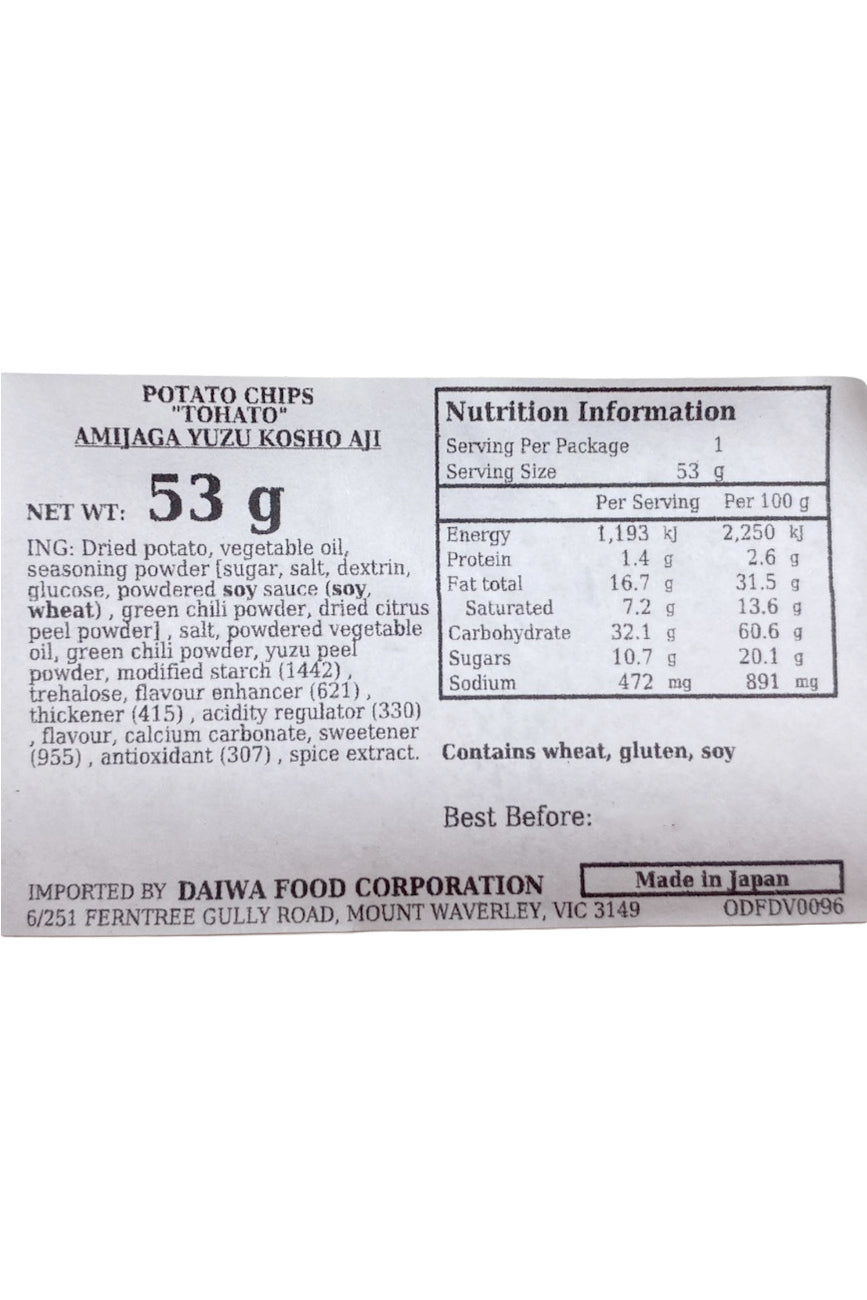 POTATO CHIPS
"TOHATO"
AMIJAGA YUZU KOSHO AJI
NET WT: 53 g
ING: Dried potato, vegetable oil,
seasoning powder [sugar, salt, dextrin,
glucose, powdered soy sauce (soy,
wheat) , green chili powder, dried citrus
peel powder] , salt, powdered vegetable
oil, green chili powder, yuzu peel
powder, modified starch (1442) ,
trehalose, flavour enhancer (621) ,
thickener (415) , acidity regulator (330)
, flavour, calcium carbonate, sweetener
(955) , antioxidant (307) , spice extract.
Nutrition Information
Serving Per Package 1
Serving Size 53 g
Per Serving Per 100 g
Energy 1,193 kJ 2,250 kJ
Protein 1.4 g 2.6 g
Fat total 16.7 g 31.5 g
Saturated 7.2 g 13.6 g
Carbohydrate 32.1 g 60.6 g
Sugars 10.7 g 20.1 g
Sodium 472 mg 891 mg
Contains wheat, gluten, soy
Best Before:
IMPORTED BY DAIWA FOOD CORPORATION
6/251 FERNTREE GULLY ROAD, MOUNT WAVERLEY, VIC 3149
Made in Japan
ODFDV0096